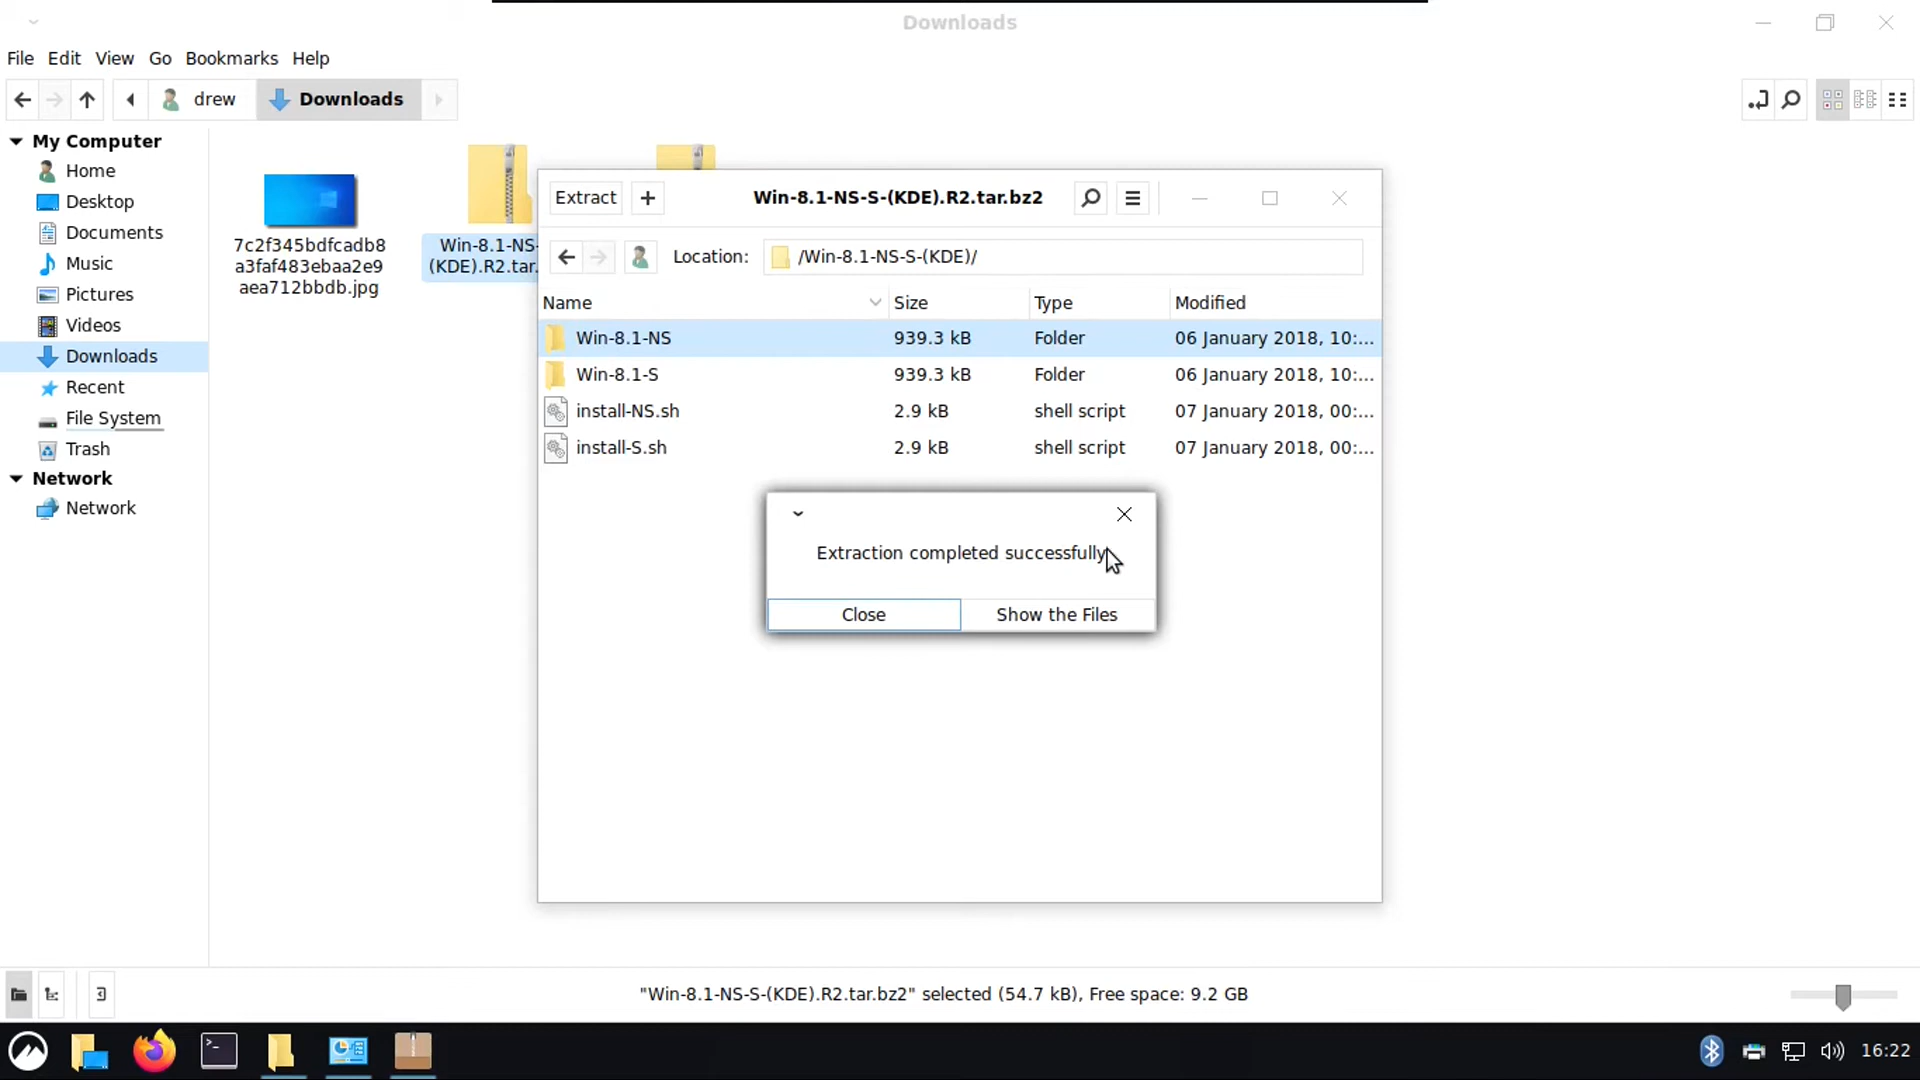 Downloads
File Edit View Go Bookmarks Help
drew Downloads
My Computer
Home
Desktop
Documents
Music
Pictures
Videos
Downloads
Recent
File System
Trash
Network
Network
7c2f345bdfcadb8
a3faf483ebaa2e9
aea712bbdb.jpg
Win-8.1-NS-
(KDE).R2.tar.
Extract + Win-8.1-NS-S-(KDE).R2.tar.bz2
Location: /Win-8.1-NS-S-(KDE)/
Name Size Type Modified
Win-8.1-NS 939.3 kB Folder 06 January 2018, 10:...
Win-8.1-S 939.3 kB Folder 06 January 2018, 10:...
install-NS.sh 2.9 kB shell script 07 January 2018, 00:...
install-S.sh 2.9 kB shell script 07 January 2018, 00:...
Extraction completed successfully
Close Show the Files
"Win-8.1-NS-S-(KDE).R2.tar.bz2" selected (54.7 kB), Free space: 9.2 GB
16:22